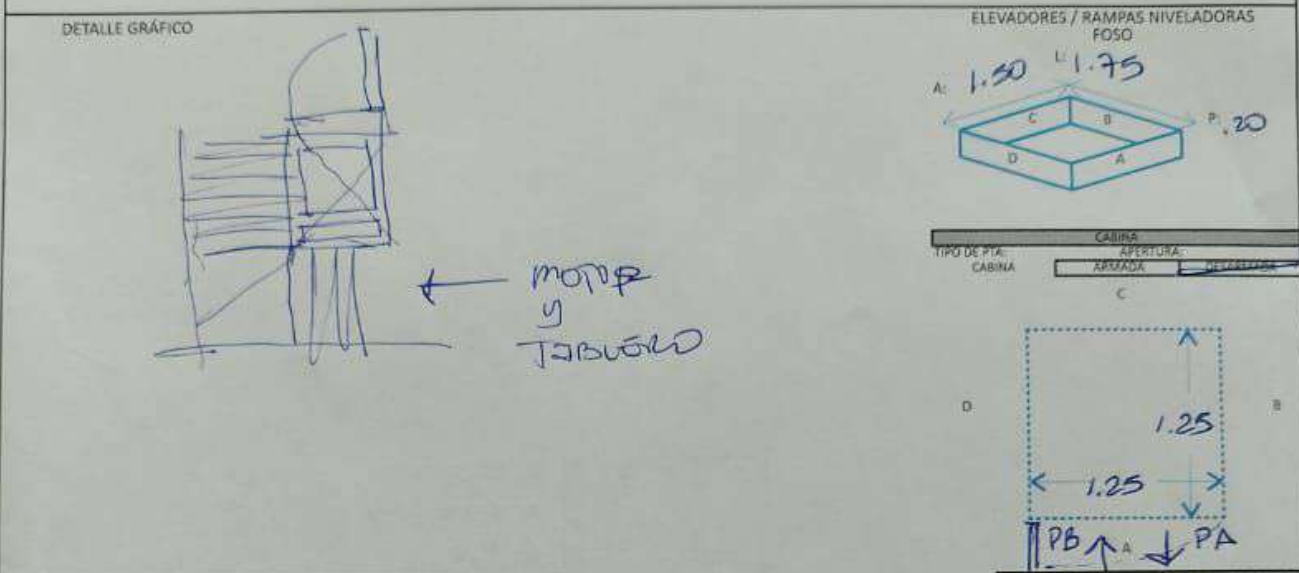 DETALLE GRÁFICO
MOTOR
Y
TABLERO
ELEVADORES / RAMPAS NIVELADORAS
FOSO
A: 1.50
L: 1.75
P: .20
C
B
D
A
CABINA
TIPO DE PTA:
APERTURA:
CABINA
ARMADA
DESARMADA
C
D
B
1.25
1.25
PB
A
PA